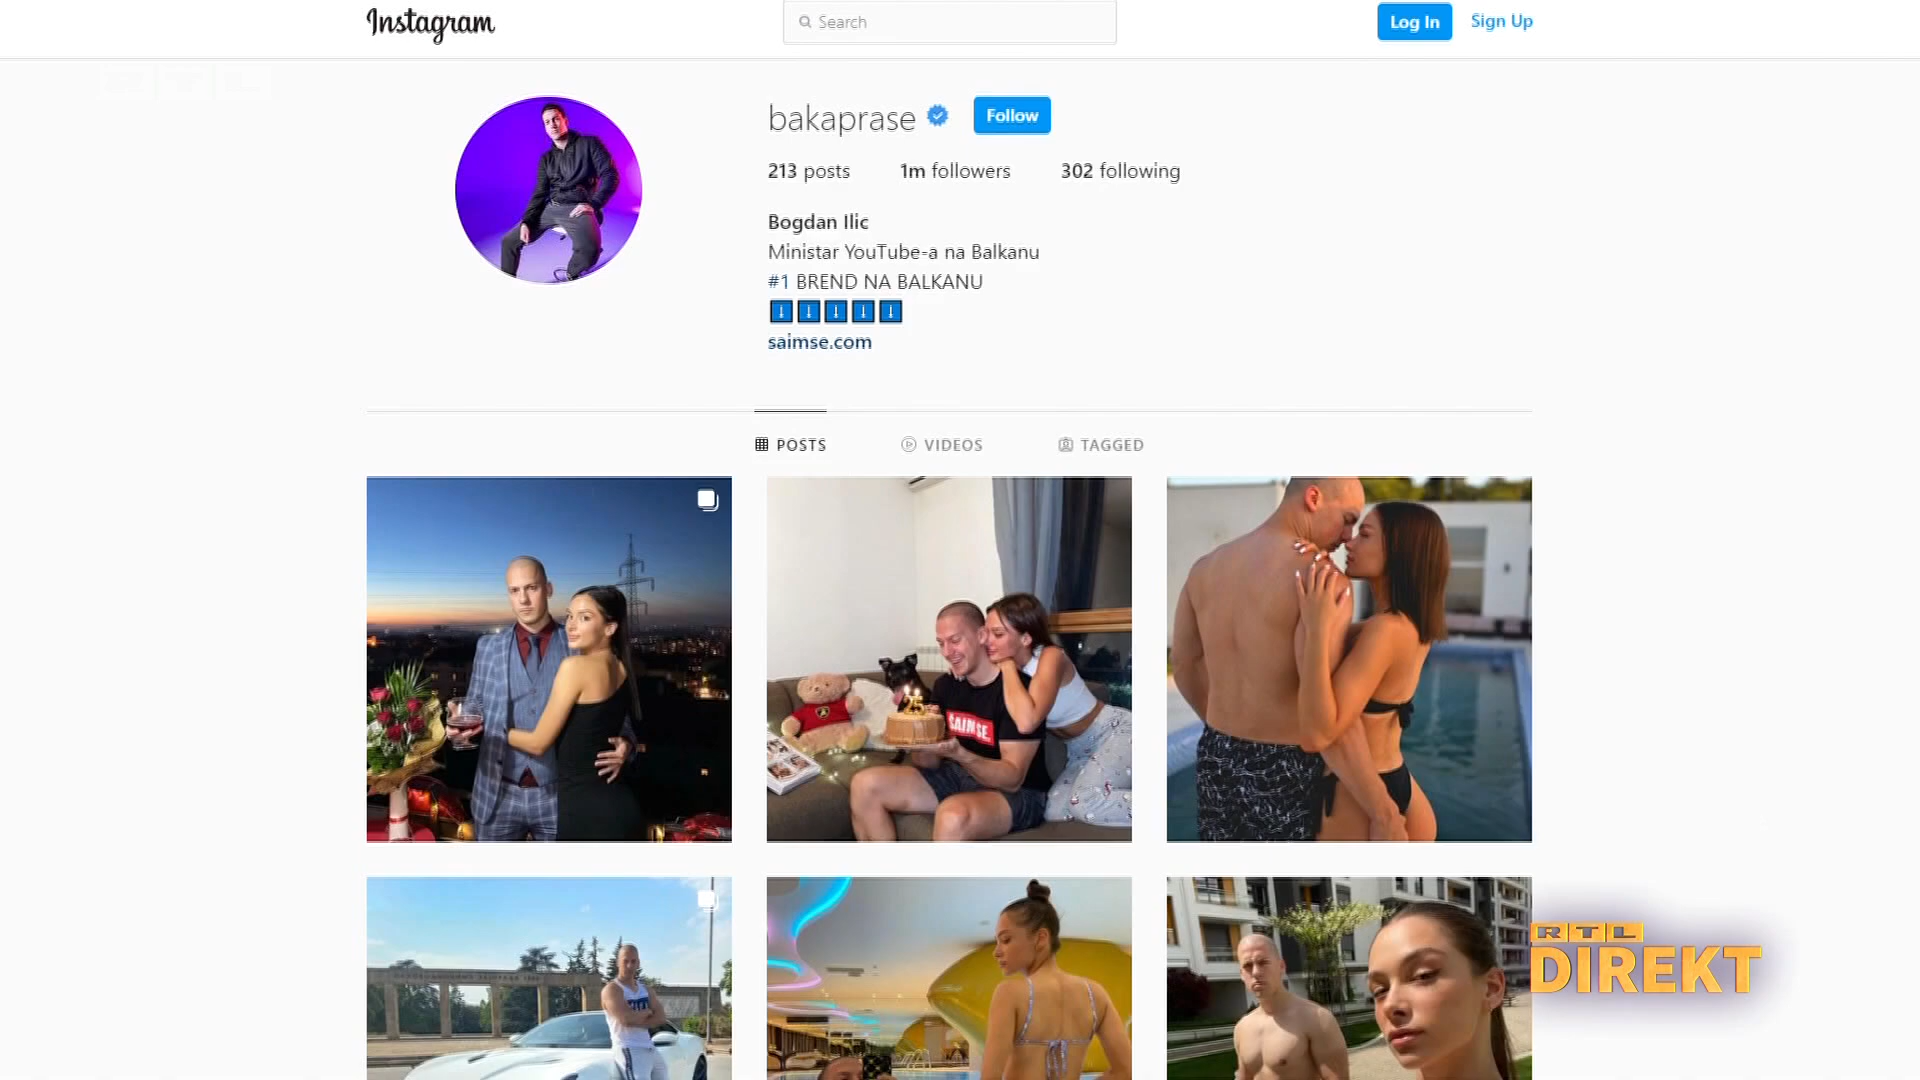 Instagram
Search
Log In
Sign Up
bakaprase
Follow
213 posts
1m followers
302 following
Bogdan Ilic
Ministar YouTube-a na Balkanu
#1 BREND NA BALKANU
saimse.com
POSTS
VIDEOS
TAGGED
25
SAIMSE.
RTL
DIREKT